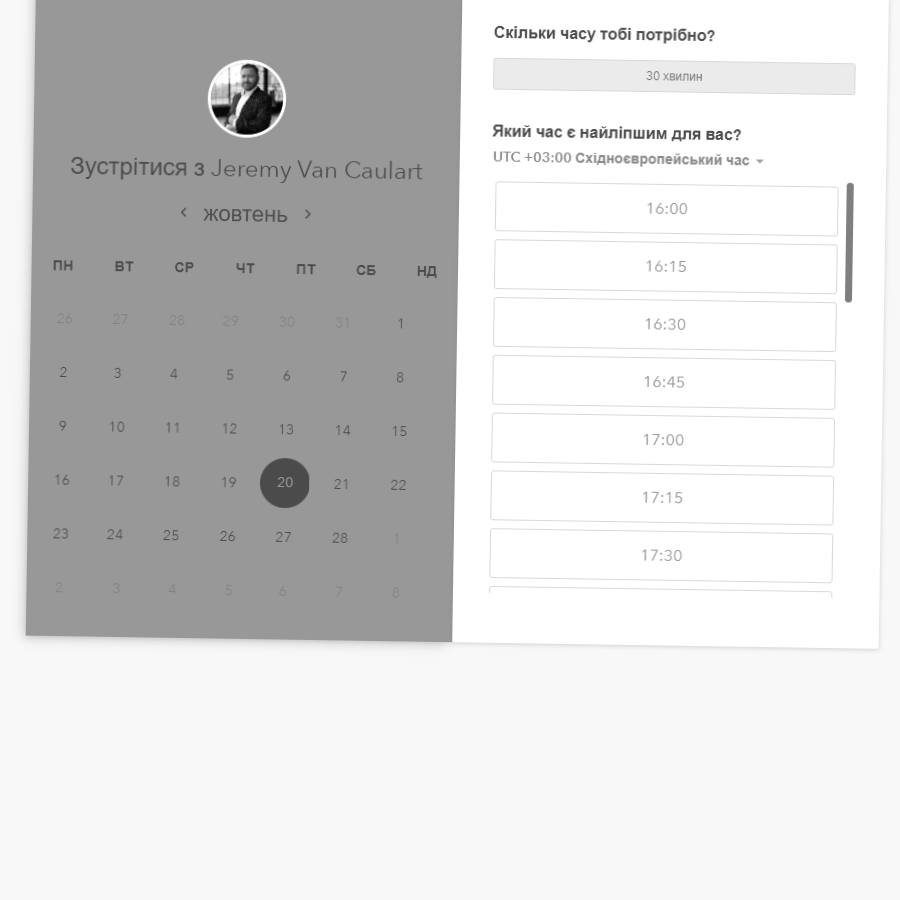 Зустрітися з Jeremy Van Caulart
жовтень
ПН ВТ СР ЧТ ПТ СБ НД
26 27 28 29 30 31 1
2 3 4 5 6 7 8
9 10 11 12 13 14 15
16 17 18 19 20 21 22
23 24 25 26 27 28 1
2 3 4 5 6 7 8
Скільки часу тобі потрібно?
30 хвилин
Який час є найліпшим для вас?
UTC +03:00 Східноєвропейський час
16:00
16:15
16:30
16:45
17:00
17:15
17:30